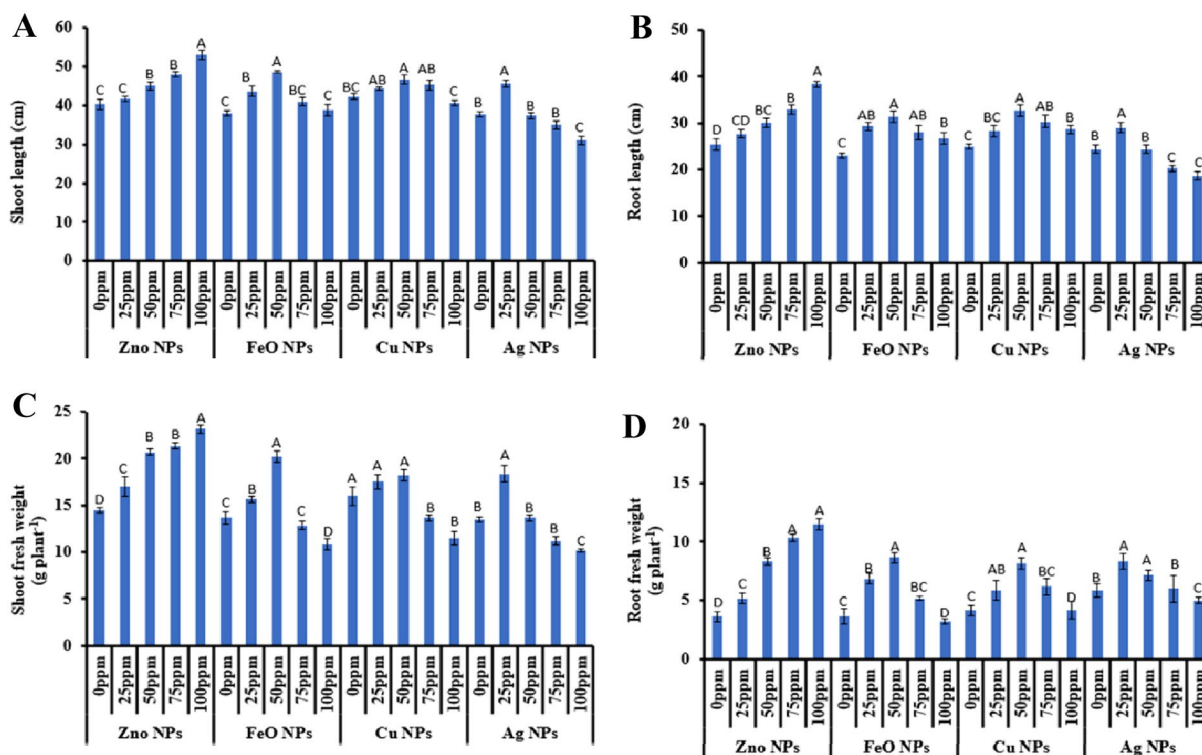 A
Shoot length (cm)
60
50
40
30
20
10
0
C C B B A C B A BC C BC AB A AB C B A B B C
0ppm 25ppm 50ppm 75ppm 100ppm 0ppm 25ppm 50ppm 75ppm 100ppm 0ppm 25ppm 50ppm 75ppm 100ppm 0ppm 25ppm 50ppm 75ppm 100ppm
Zno NPs FeO NPs Cu NPs Ag NPs
B
Root length (cm)
50
40
30
20
10
0
D CD BC B A C AB A AB B C BC A AB B B A B C C
0ppm 25ppm 50ppm 75ppm 100ppm 0ppm 25ppm 50ppm 75ppm 100ppm 0ppm 25ppm 50ppm 75ppm 100ppm 0ppm 25ppm 50ppm 75ppm 100ppm
Zno NPs FeO NPs Cu NPs Ag NPs
C
Shoot fresh weight
(g plant-1)
25
20
15
10
5
0
D C B B A C B A C D A A A B B B A B B C
0ppm 25ppm 50ppm 75ppm 100ppm 0ppm 25ppm 50ppm 75ppm 100ppm 0ppm 25ppm 50ppm 75ppm 100ppm 0ppm 25ppm 50ppm 75ppm 100ppm
Zno NPs FeO NPs Cu NPs Ag NPs
D
Root fresh weight
(g plant-1)
20
15
10
5
0
D C B A A C B A BC D C AB A BC D B A A B C
0ppm 25ppm 50ppm 75ppm 100ppm 0ppm 25ppm 50ppm 75ppm 100ppm 0ppm 25ppm 50ppm 75ppm 100ppm 0ppm 25ppm 50ppm 75ppm 100ppm
Zno NPs FeO NPs Cu NPs Ag NPs